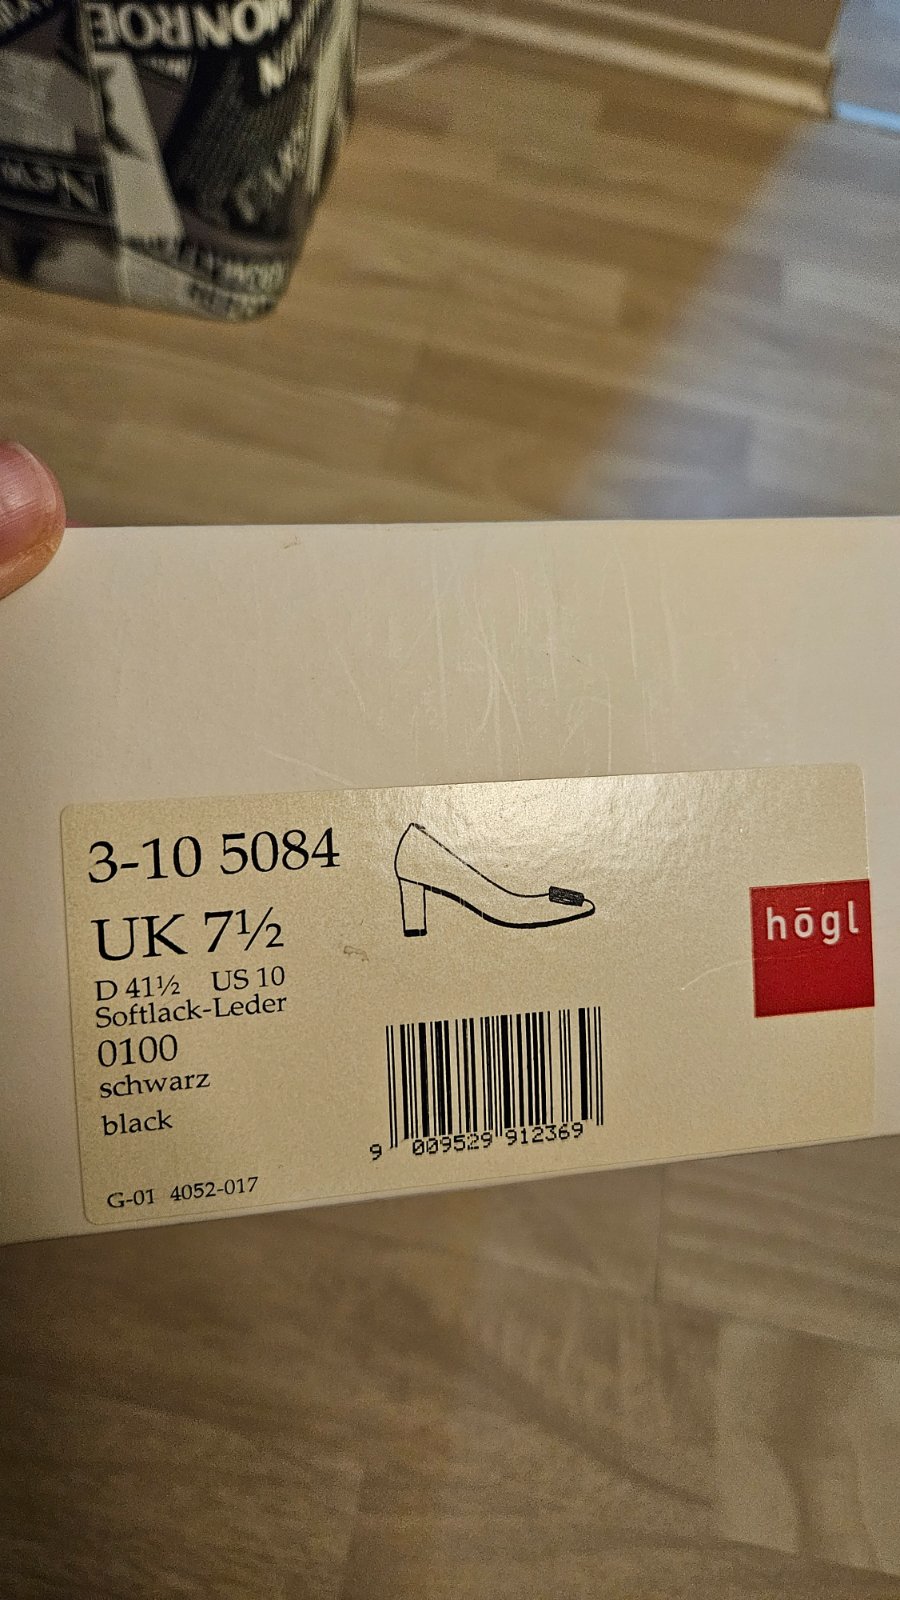 MONROE
New
3-10 5084
UK 7½
D 41½ US 10
Softlack-Leder
0100
schwarz
black
G-01 4052-017
9 009529 912369
hōgl